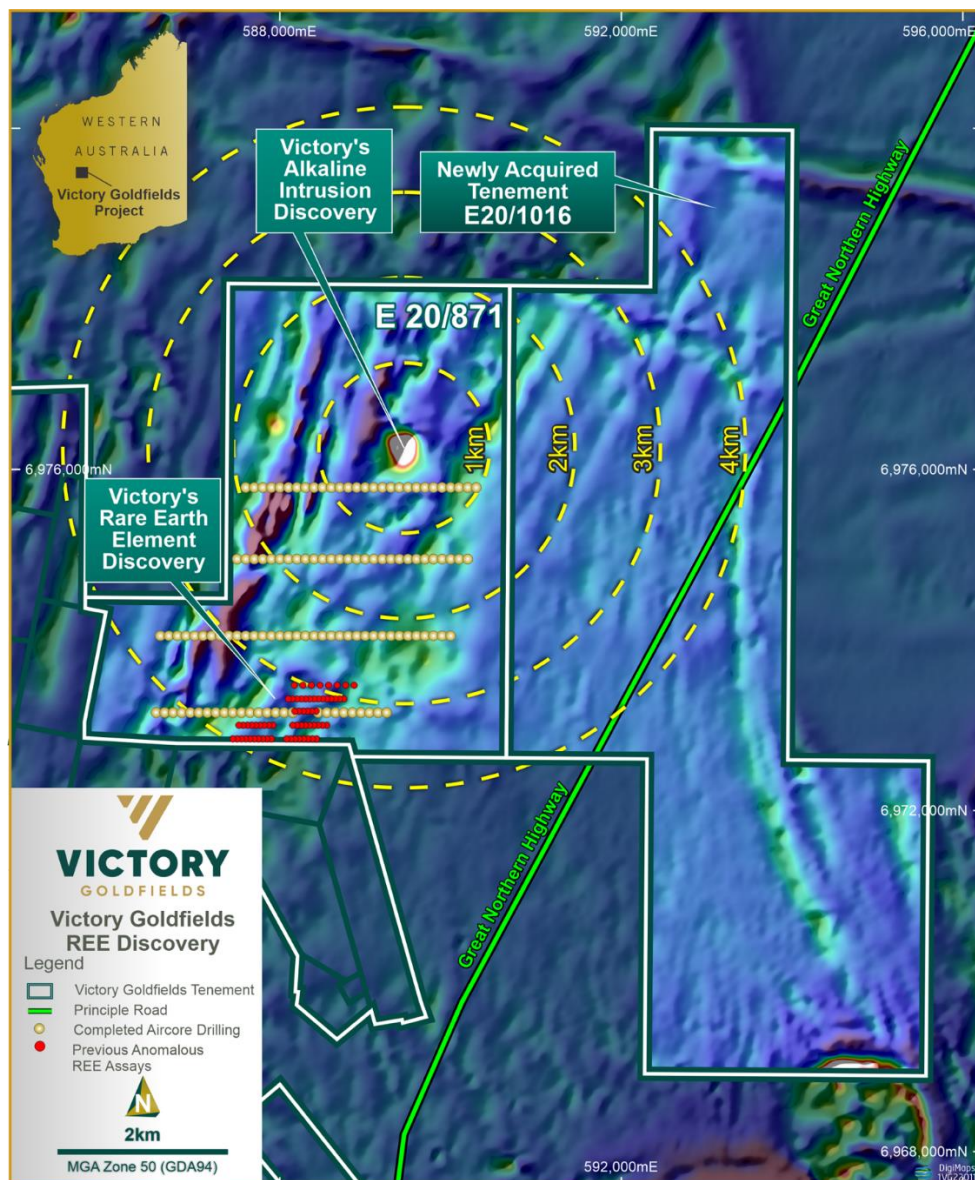 588,000mE
592,000mE
596,000mE
WESTERN
AUSTRALIA
Victory Goldfields
Project
Victory's
Alkaline
Intrusion
Discovery
Newly Acquired
Tenement
E20/1016
Great Northern Highway
E 20/871
1km
2km
3km
4km
6,976,000mN
6,976,000mN
Victory's
Rare Earth
Element
Discovery
Great Northern Highway
6,972,000mN
VICTORY
GOLDFIELDS
Victory Goldfields
REE Discovery
Legend
Victory Goldfields Tenement
Principle Road
Completed Aircore Drilling
Previous Anomalous
REE Assays
N
2km
MGA Zone 50 (GDA94)
592,000mE
6,968,000mN
DigiMaps